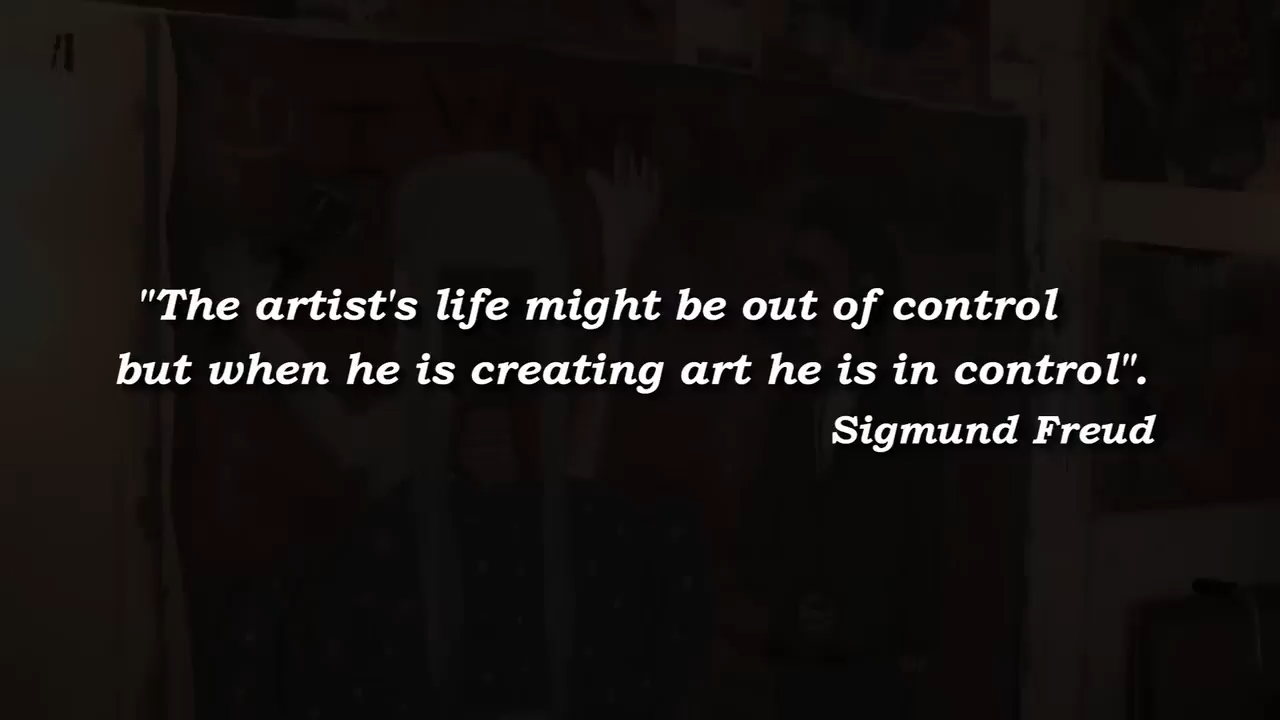 "The artist's life might be out of control
but when he is creating art he is in control".
Sigmund Freud